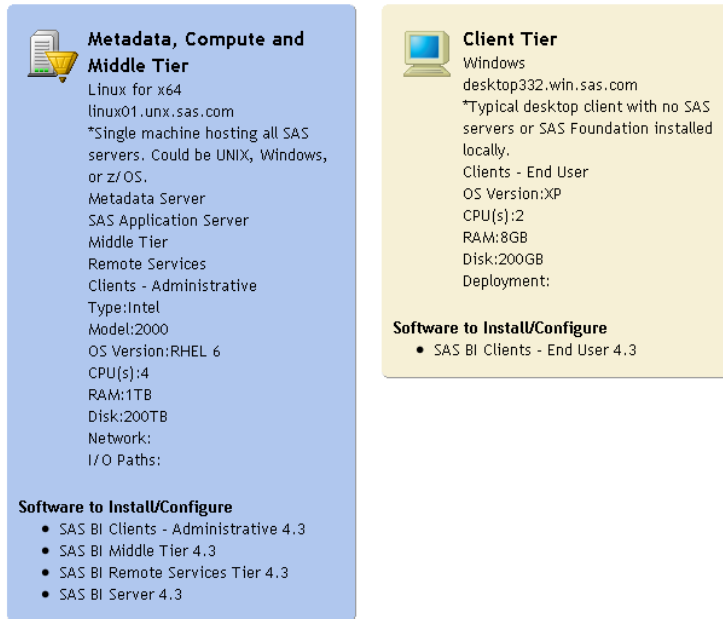 Metadata, Compute and
Middle Tier
Linux for x64
linux01.unx.sas.com
*Single machine hosting all SAS
servers. Could be UNIX, Windows,
or z/OS.
Metadata Server
SAS Application Server
Middle Tier
Remote Services
Clients - Administrative
Type:Intel
Model:2000
OS Version:RHEL 6
CPU(s):4
RAM:1TB
Disk:200TB
Network:
I/O Paths:
Software to Install/Configure
• SAS BI Clients - Administrative 4.3
• SAS BI Middle Tier 4.3
• SAS BI Remote Services Tier 4.3
• SAS BI Server 4.3
Client Tier
Windows
desktop332.win.sas.com
*Typical desktop client with no SAS
servers or SAS Foundation installed
locally.
Clients - End User
OS Version:XP
CPU(s):2
RAM:8GB
Disk:200GB
Deployment:
Software to Install/Configure
• SAS BI Clients - End User 4.3